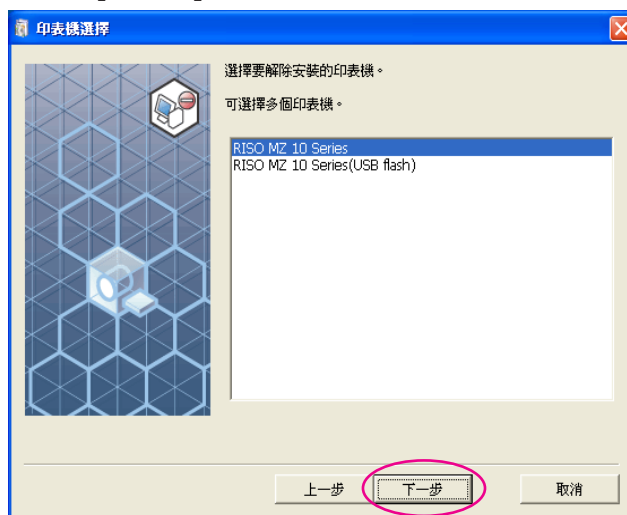 印表機選擇
選擇要解除安裝的印表機。
可選擇多個印表機。
RISO MZ 10 Series
RISO MZ 10 Series(USB flash)
上一步 下一步 取消